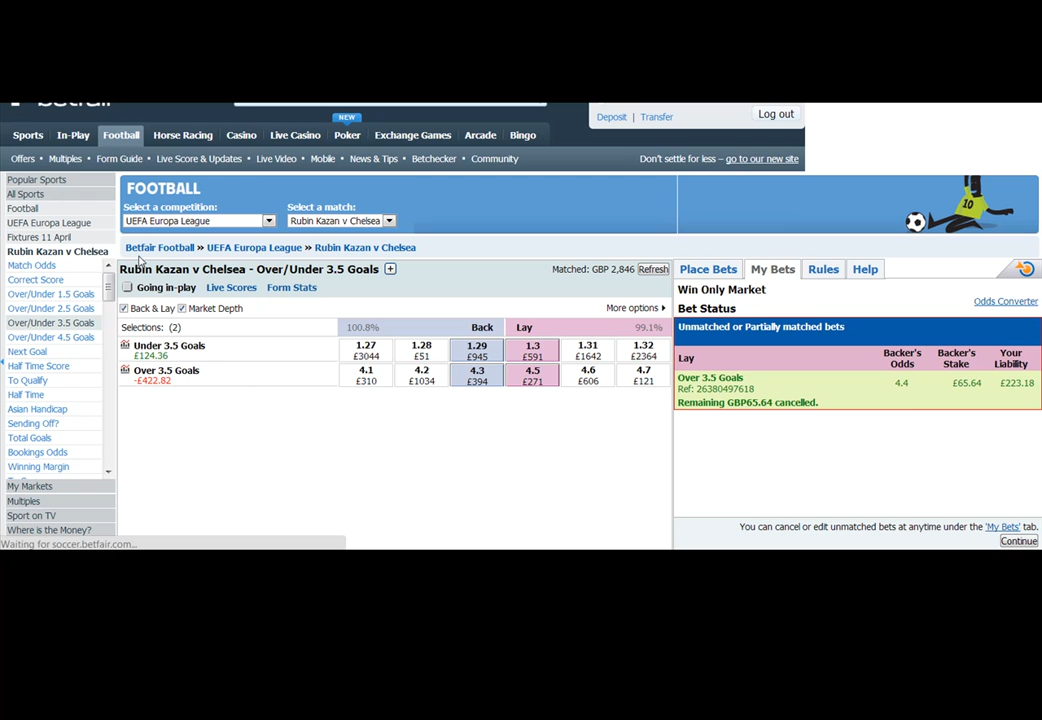 betfair
Deposit | Transfer
Log out
NEW
Sports In-Play Football Horse Racing Casino Live Casino Poker Exchange Games Arcade Bingo
Offers • Multiples • Form Guide • Live Score & Updates • Live Video • Mobile • News & Tips • Betchecker • Community
Don't settle for less – go to our new site
Popular Sports
All Sports
Football
UEFA Europa League
Fixtures 11 April
Rubin Kazan v Chelsea
Match Odds
Correct Score
Over/Under 1.5 Goals
Over/Under 2.5 Goals
Over/Under 3.5 Goals
Over/Under 4.5 Goals
Next Goal
Half Time Score
To Qualify
Half Time
Asian Handicap
Sending Off?
Total Goals
Bookings Odds
Winning Margin
My Markets
Multiples
Sport on TV
Where is the Money?
Waiting for soccer.betfair.com...
FOOTBALL
Select a competition: Select a match:
UEFA Europa League Rubin Kazan v Chelsea
10
Betfair Football » UEFA Europa League » Rubin Kazan v Chelsea
Rubin Kazan v Chelsea - Over/Under 3.5 Goals + Matched: GBP 2,846 Refresh
Going in-play Live Scores Form Stats
Back & Lay Market Depth More options
Selections: (2) 100.8% Back Lay 99.1%
Under 3.5 Goals 1.27 1.28 1.29 1.3 1.31 1.32
£124.36 £3044 £51 £945 £591 £1642 £2364
Over 3.5 Goals 4.1 4.2 4.3 4.5 4.6 4.7
-£422.82 £310 £1034 £394 £271 £606 £121
Place Bets My Bets Rules Help
Win Only Market
Odds Converter
Bet Status
Unmatched or Partially matched bets
Lay Backer's Odds Backer's Stake Your Liability
Over 3.5 Goals
Ref: 26380497618 4.4 £65.64 £223.18
Remaining GBP65.64 cancelled.
You can cancel or edit unmatched bets at anytime under the 'My Bets' tab.
Continue